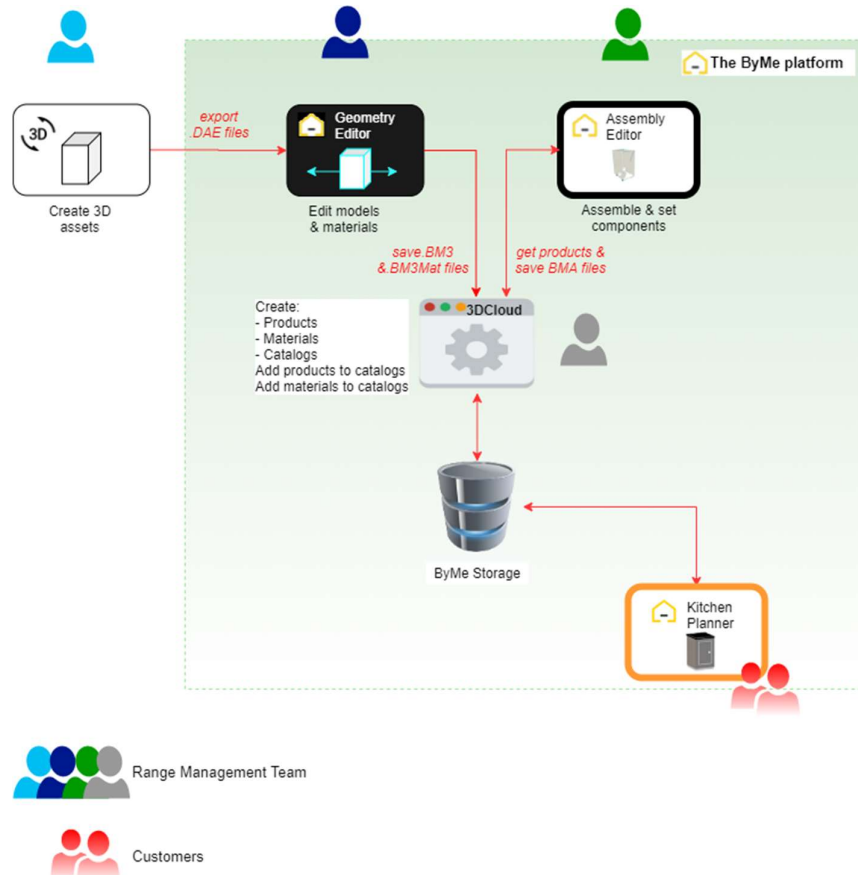 The ByMe platform
3D
export
.DAE files
Geometry
Editor
Assembly
Editor
Create 3D
assets
Edit models
& materials
Assemble & set
components
save.BM3
&.BM3Mat files
get products &
save BMA files
3DCloud
Create:
- Products
- Materials
- Catalogs
Add products to catalogs
Add materials to catalogs
ByMe Storage
Kitchen
Planner
Range Management Team
Customers